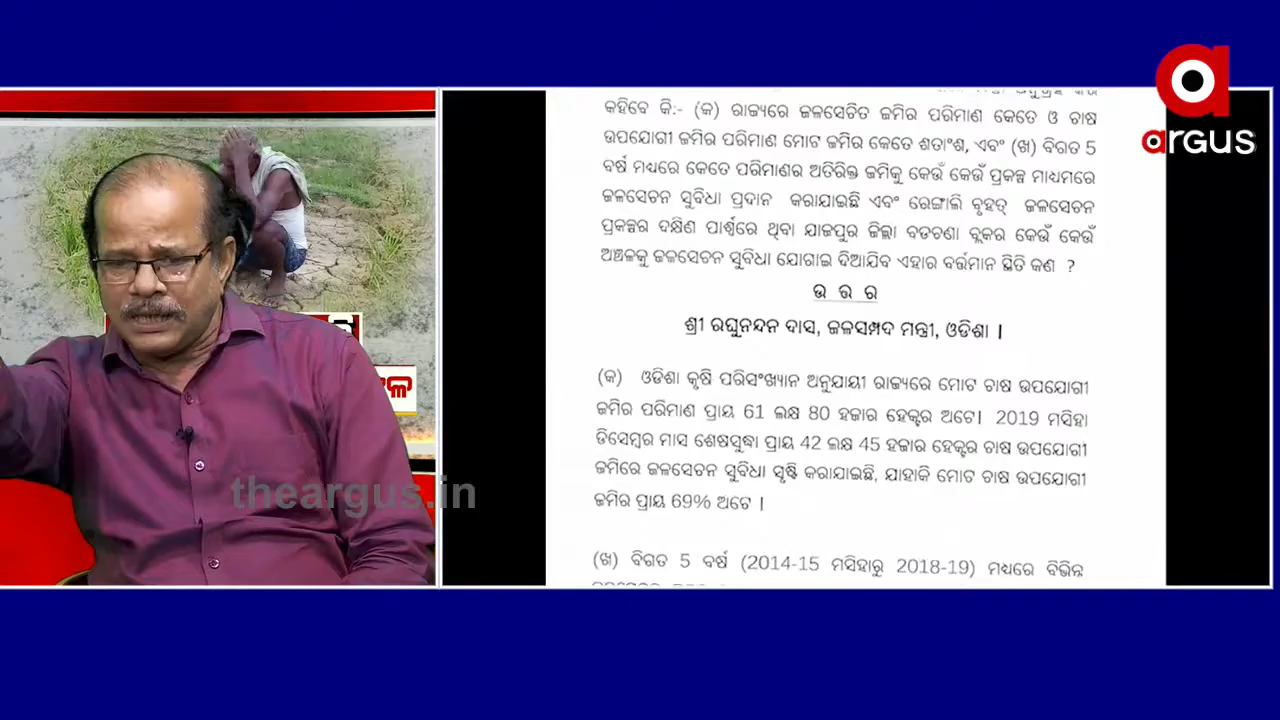 କହିବେ କି:- (କ) ରାଜ୍ୟରେ ଜଳସେଚିତ ଜମିର ପରିମାଣ କେତେ ଓ ଚାଷ
ଉପଯୋଗୀ ଜମିର ପରିମାଣ ମୋଟ ଜମିର କେତେ ଶତାଂଶ, ଏବଂ (ଖ) ବିଗତ 5
ବର୍ଷ ମଧ୍ୟରେ କେତେ ପରିମାଣର ଅତିରିକ୍ତ ଜମିକୁ କେଉଁ କେଉଁ ପ୍ରକଳ୍ପ ମାଧ୍ୟମରେ
ଜଳସେଚନ ସୁବିଧା ପ୍ରଦାନ କରାଯାଇଛି ଏବଂ ରେଙ୍ଗାଲି ବୃହତ୍ ଜଳସେଚନ
ପ୍ରକଳ୍ପର ଦକ୍ଷିଣ ପାର୍ଶ୍ୱରେ ଥିବା ଯାଜପୁର ଜିଲ୍ଲା ବଡଚଣା ବ୍ଲକର କେଉଁ କେଉଁ
ଅଞ୍ଚଳକୁ ଜଳସେଚନ ସୁବିଧା ଯୋଗାଇ ଦିଆଯିବ ଏହାର ବର୍ତ୍ତମାନ ସ୍ଥିତି କଣ ?
ଉ ତ୍ତ ର
ଶ୍ରୀ ରଘୁନନ୍ଦନ ଦାସ, ଜଳସମ୍ପଦ ମନ୍ତ୍ରୀ, ଓଡିଶା |
(କ) ଓଡିଶା କୃଷି ପରିସଂଖ୍ୟାନ ଅନୁଯାୟୀ ରାଜ୍ୟରେ ମୋଟ ଚାଷ ଉପଯୋଗୀ
ଜମିର ପରିମାଣ ପ୍ରାୟ 61 ଲକ୍ଷ 80 ହଜାର ହେକ୍ଟର ଅଟେ। 2019 ମସିହା
ଡିସେମ୍ବର ମାସ ଶେଷସୁଦ୍ଧା ପ୍ରାୟ 42 ଲକ୍ଷ 45 ହଜାର ହେକ୍ଟର ଚାଷ ଉପଯୋଗୀ
ଜମିରେ ଜଳସେଚନ ସୁବିଧା ସୃଷ୍ଟି କରାଯାଇଛି, ଯାହାକି ମୋଟ ଚାଷ ଉପଯୋଗୀ
ଜମିର ପ୍ରାୟ 69% ଅଟେ |
(ଖ) ବିଗତ 5 ବର୍ଷ (2014-15 ମସିହାରୁ 2018-19) ମଧ୍ୟରେ ବିଭିନ୍ନ
argus
theargus.in